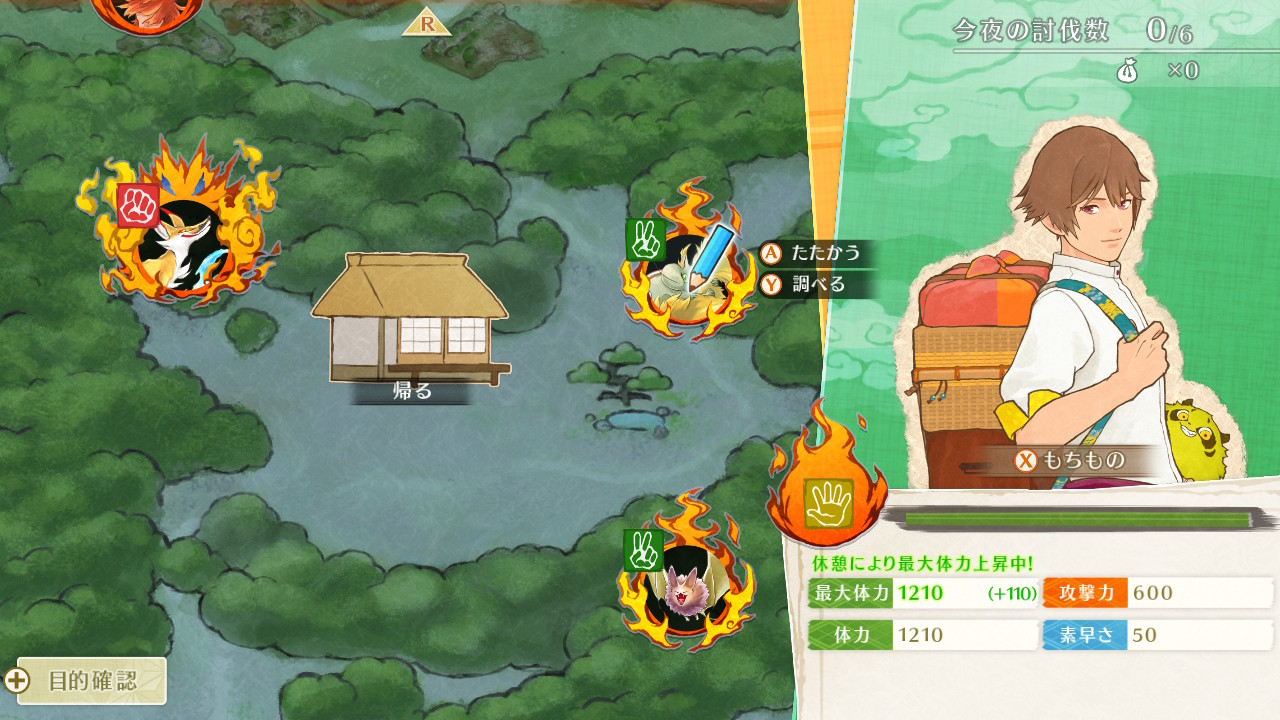 R
今夜の討伐数 0/6
×0
A たたかう
Y 調べる
帰る
X もちもの
休憩により最大体力上昇中!
最大体力 1210 (+110) 攻撃力 600
体力 1210 素早さ 50
目的確認